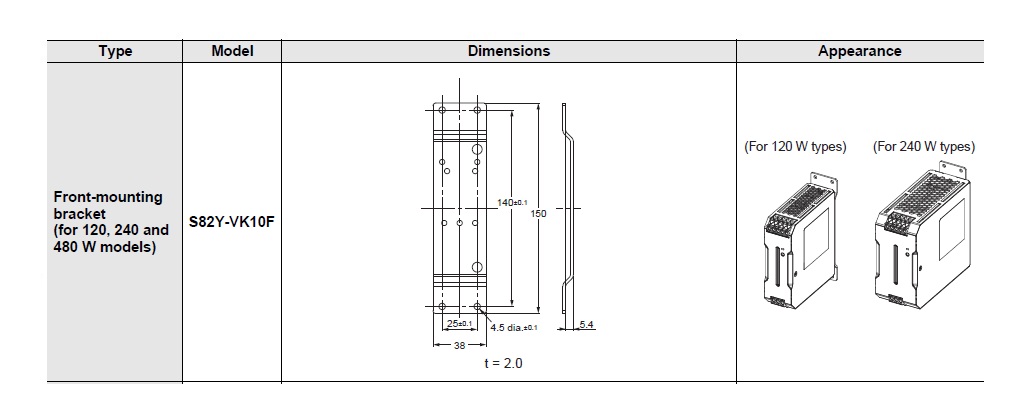 Type Model Dimensions Appearance
(For 120 W types) (For 240 W types)
Front-mounting
bracket
(for 120, 240 and
480 W models)
S82Y-VK10F
140±0.1
150
25±0.1
4.5 dia.±0.1
5.4
38
t = 2.0